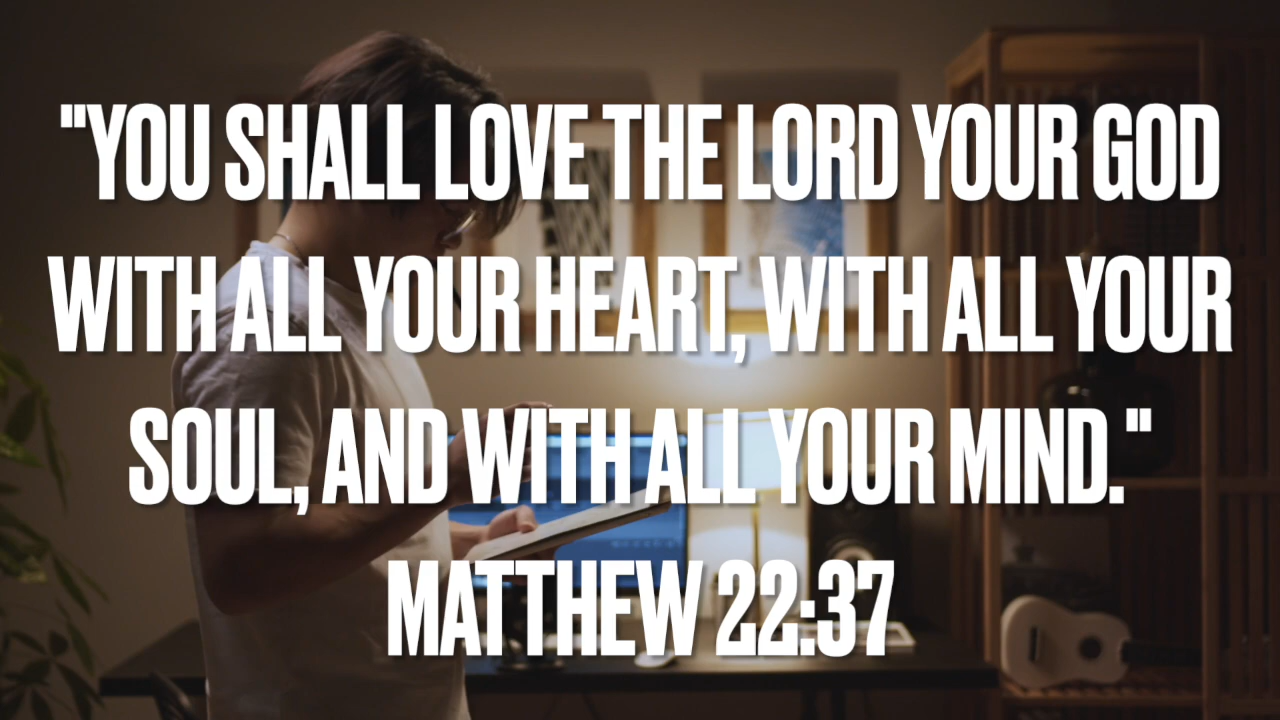 "YOU SHALL LOVE THE LORD YOUR GOD
WITH ALL YOUR HEART, WITH ALL YOUR
SOUL, AND WITH ALL YOUR MIND."
MATTHEW 22:37